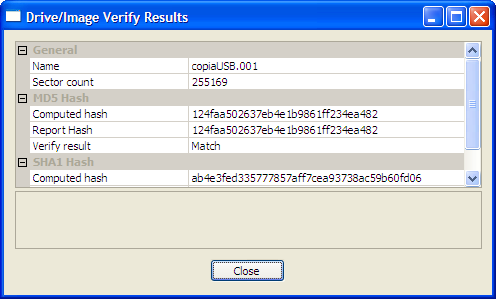 Drive/Image Verify Results
General
Name copiaUSB.001
Sector count 255169
MD5 Hash
Computed hash 124faa502637eb4e1b9861ff234ea482
Report Hash 124faa502637eb4e1b9861ff234ea482
Verify result Match
SHA1 Hash
Computed hash ab4e3fed335777857aff7cea93738ac59b60fd06
Close